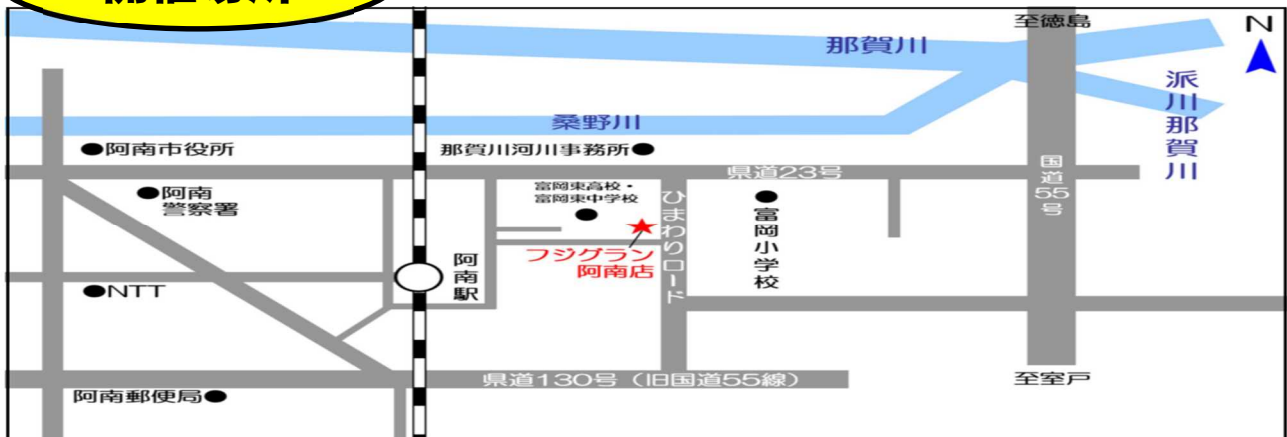 至徳島
N
那賀川
派川那賀川
桑野川
●阿南市役所
那賀川河川事務所●
県道23号
国道55号
●阿南
警察署
富岡東高校・
富岡東中学校
ひまわりロード
富岡小学校
フジグラン
阿南店
阿南駅
●NTT
県道130号（旧国道55線）
至室戸
阿南郵便局●